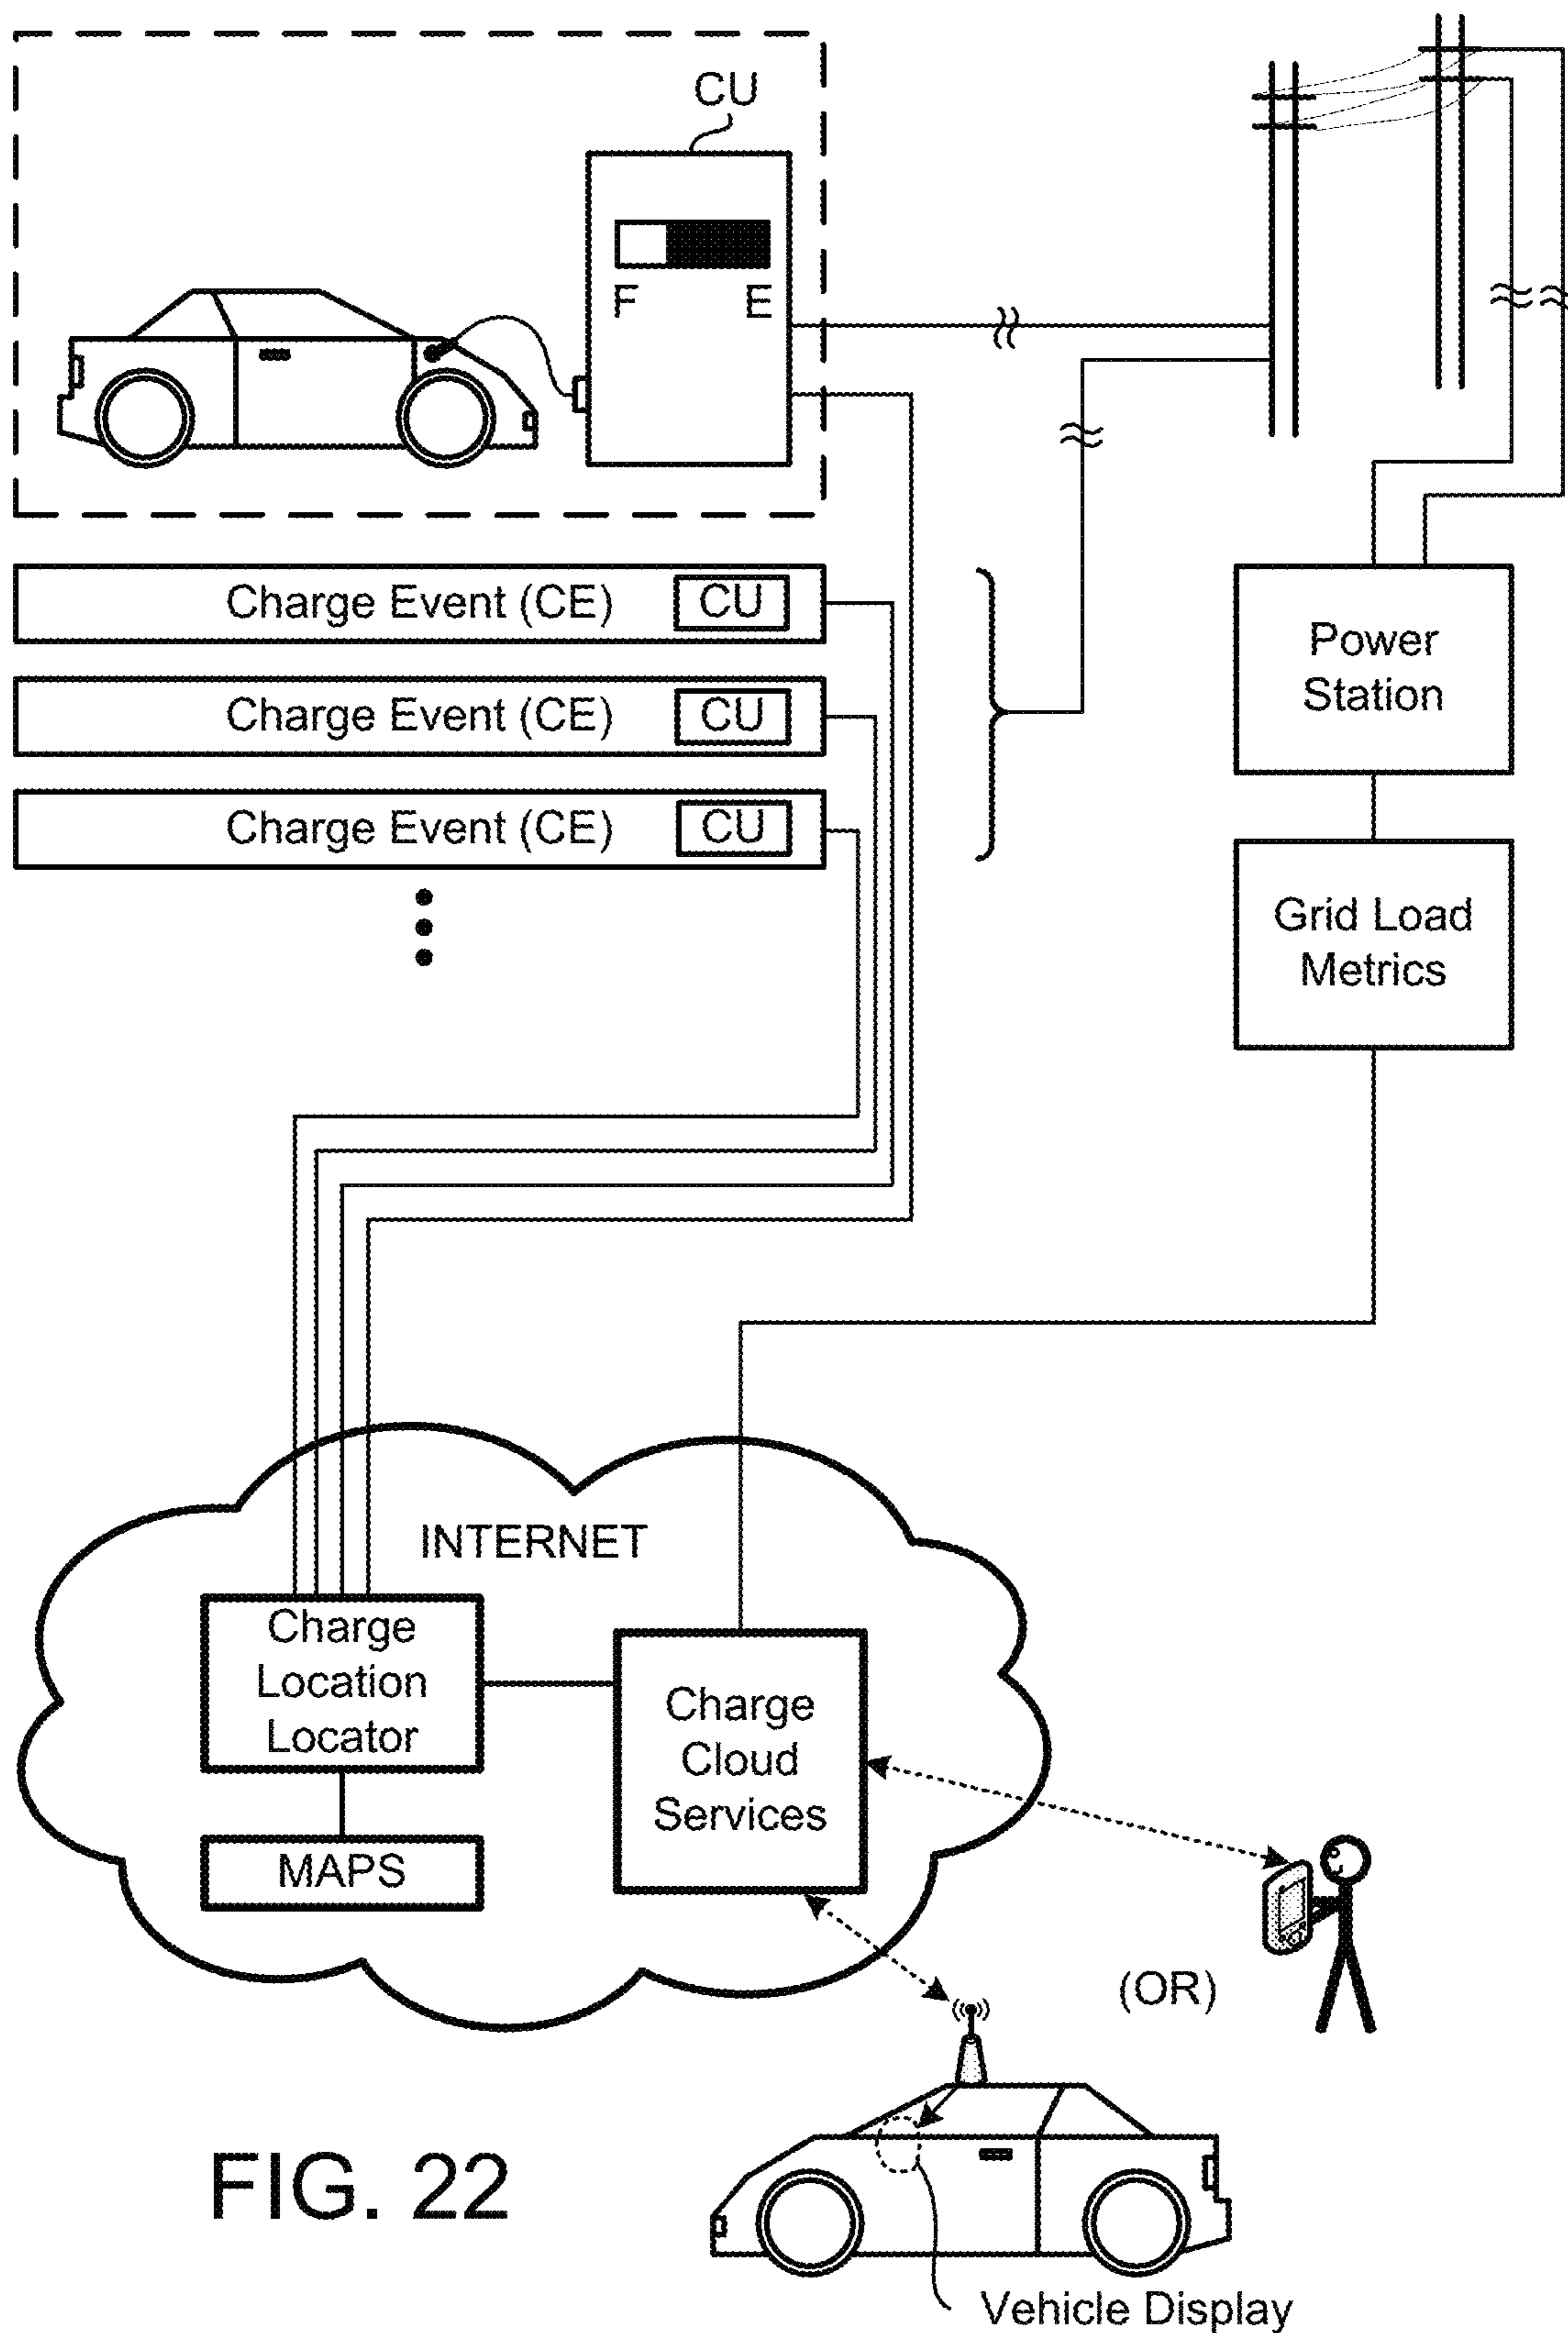 CU
F E
Charge Event (CE) CU
Charge Event (CE) CU
Charge Event (CE) CU
Power
Station
Grid Load
Metrics
INTERNET
Charge
Location
Locator
MAPS
Charge
Cloud
Services
(OR)
FIG. 22
Vehicle Display